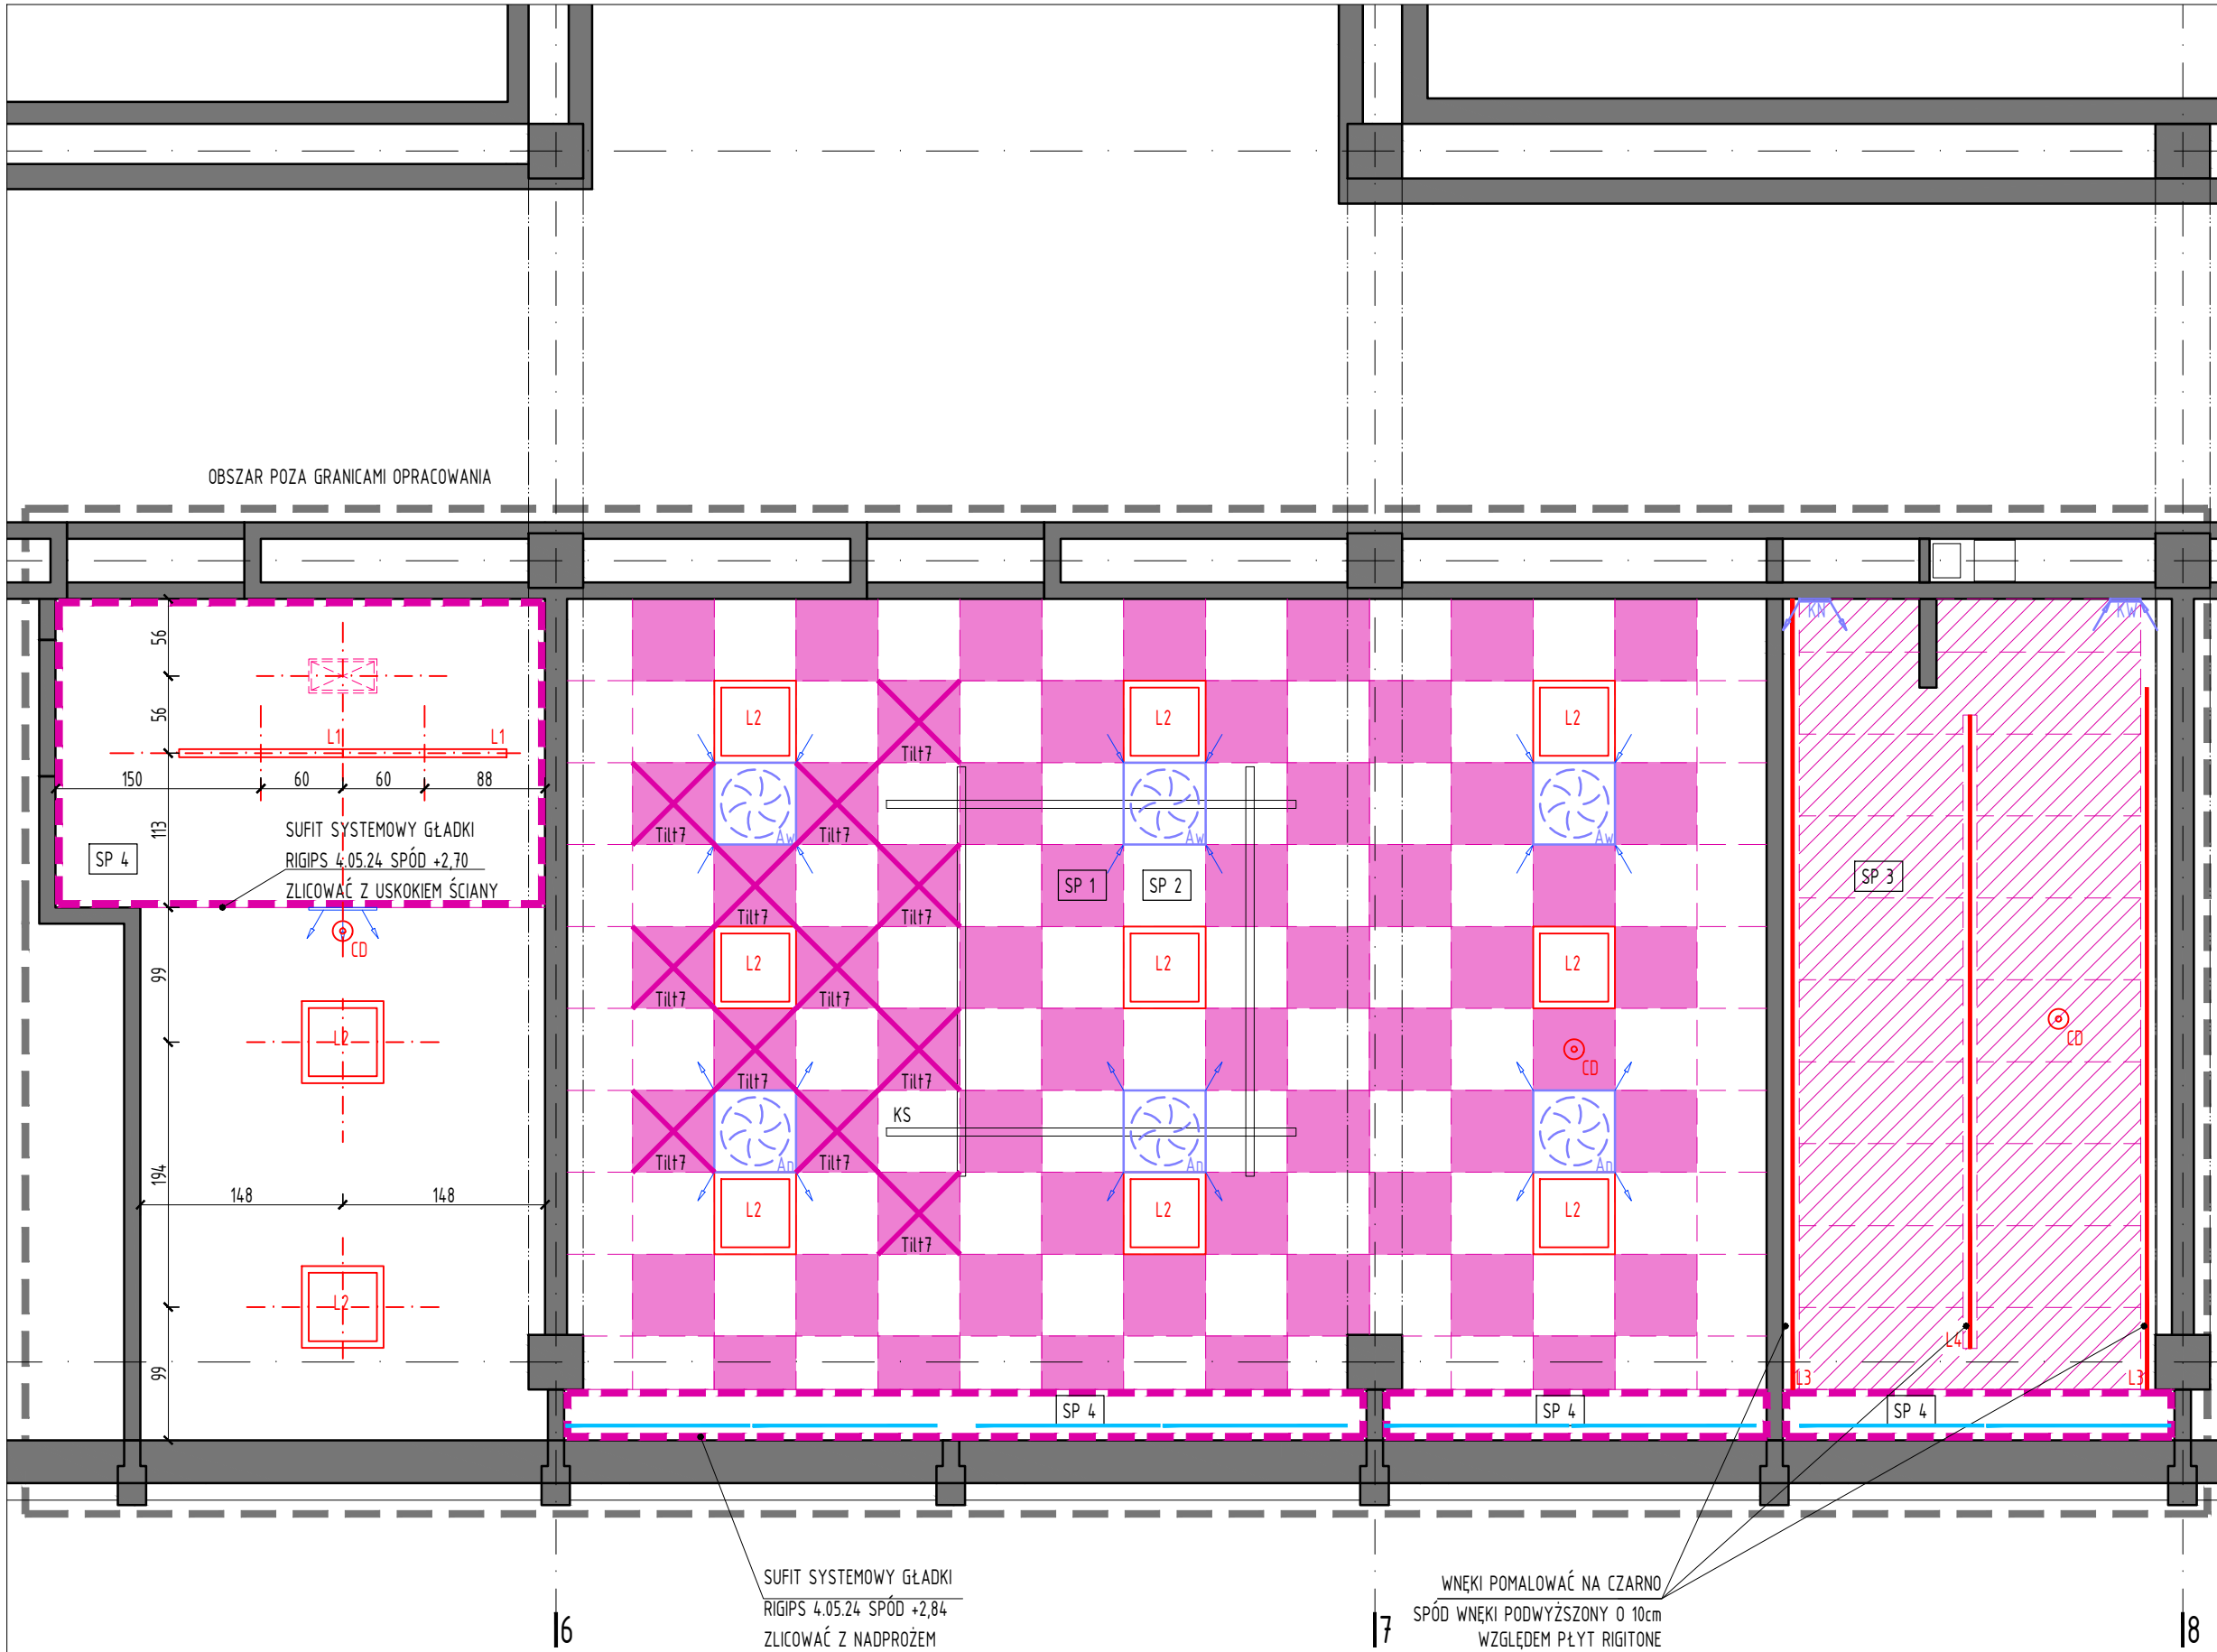 OBSZAR POZA GRANICAMI OPRACOWANIA
56
56
L1
L1
150
60
60
88
113
SUFIT SYSTEMOWY GŁADKI
RIGIPS 4.05.24 SPÓD +2,70
ZLICOWAĆ Z USKOKIEM ŚCIANY
SP 4
CD
99
L2
194
148
148
L2
99
L2
L2
L2
Tilt7
Tilt7
Tilt7
Aw
Aw
Aw
SP 1
SP 2
Tilt7
Tilt7
L2
L2
L2
Tilt7
Tilt7
Tilt7
Tilt7
CD
KS
Tilt7
Tilt7
An
An
An
L2
L2
L2
Tilt7
KN
KW
SP 3
CD
L4
L3
L3
SP 4
SP 4
SP 4
SUFIT SYSTEMOWY GŁADKI
RIGIPS 4.05.24 SPÓD +2,84
ZLICOWAĆ Z NADPROŻEM
WNĘKI POMALOWAĆ NA CZARNO
SPÓD WNĘKI PODWYŻSZONY O 10cm
WZGLĘDEM PŁYT RIGITONE
6
7
8